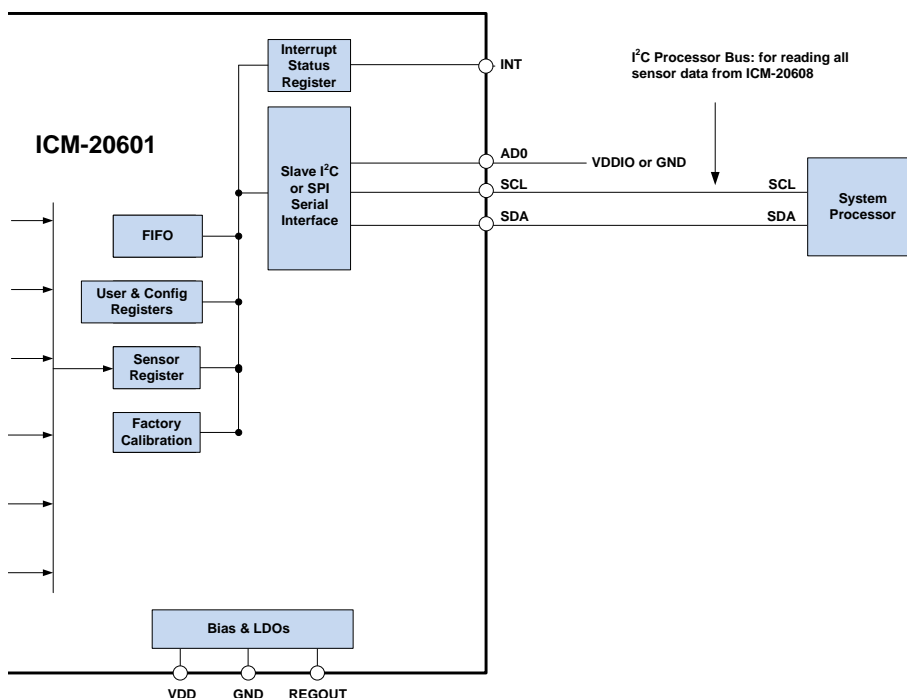 Interrupt
Status
Register
INT
I²C Processor Bus: for reading all
sensor data from ICM-20608
ICM-20601
Slave I²C
or SPI
Serial
Interface
AD0
VDDIO or GND
SCL
SCL
SDA
SDA
System
Processor
FIFO
User & Config
Registers
Sensor
Register
Factory
Calibration
Bias & LDOs
VDD
GND
REGOUT